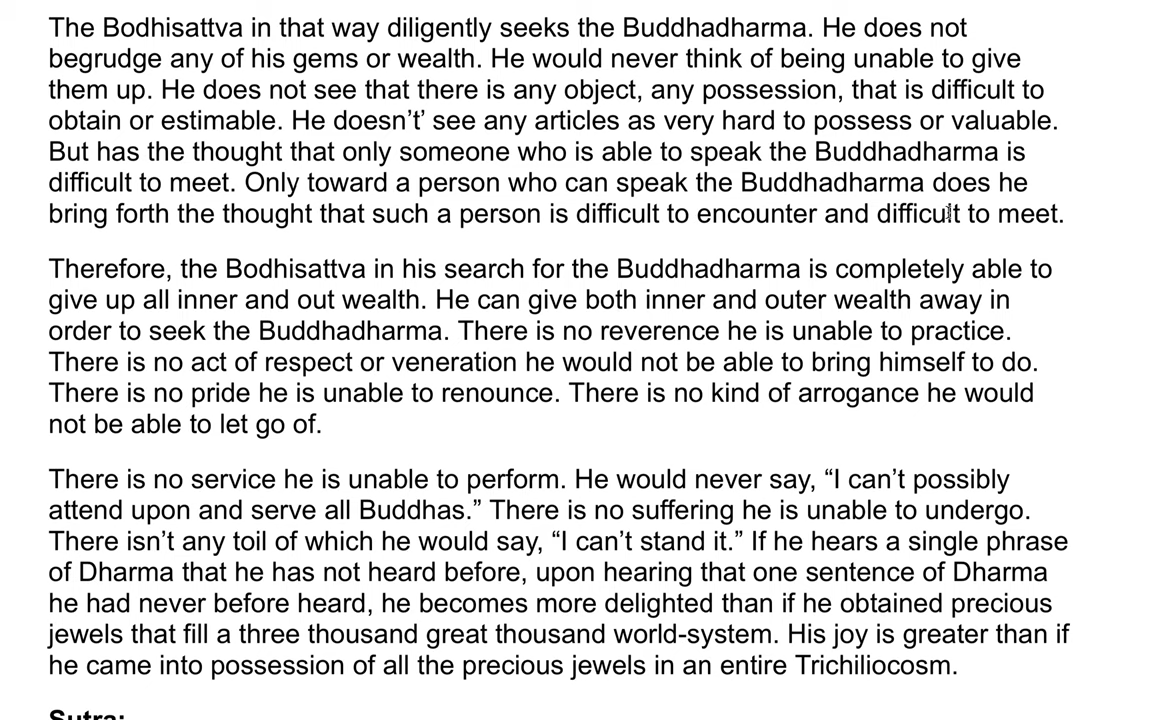 The Bodhisattva in that way diligently seeks the Buddhadharma. He does not
begrudge any of his gems or wealth. He would never think of being unable to give
them up. He does not see that there is any object, any possession, that is difficult to
obtain or estimable. He doesn’t’ see any articles as very hard to possess or valuable.
But has the thought that only someone who is able to speak the Buddhadharma is
difficult to meet. Only toward a person who can speak the Buddhadharma does he
bring forth the thought that such a person is difficult to encounter and difficult to meet.
Therefore, the Bodhisattva in his search for the Buddhadharma is completely able to
give up all inner and out wealth. He can give both inner and outer wealth away in
order to seek the Buddhadharma. There is no reverence he is unable to practice.
There is no act of respect or veneration he would not be able to bring himself to do.
There is no pride he is unable to renounce. There is no kind of arrogance he would
not be able to let go of.
There is no service he is unable to perform. He would never say, “I can’t possibly
attend upon and serve all Buddhas.” There is no suffering he is unable to undergo.
There isn’t any toil of which he would say, “I can’t stand it.” If he hears a single phrase
of Dharma that he has not heard before, upon hearing that one sentence of Dharma
he had never before heard, he becomes more delighted than if he obtained precious
jewels that fill a three thousand great thousand world-system. His joy is greater than if
he came into possession of all the precious jewels in an entire Trichiliocosm.
Sutra: